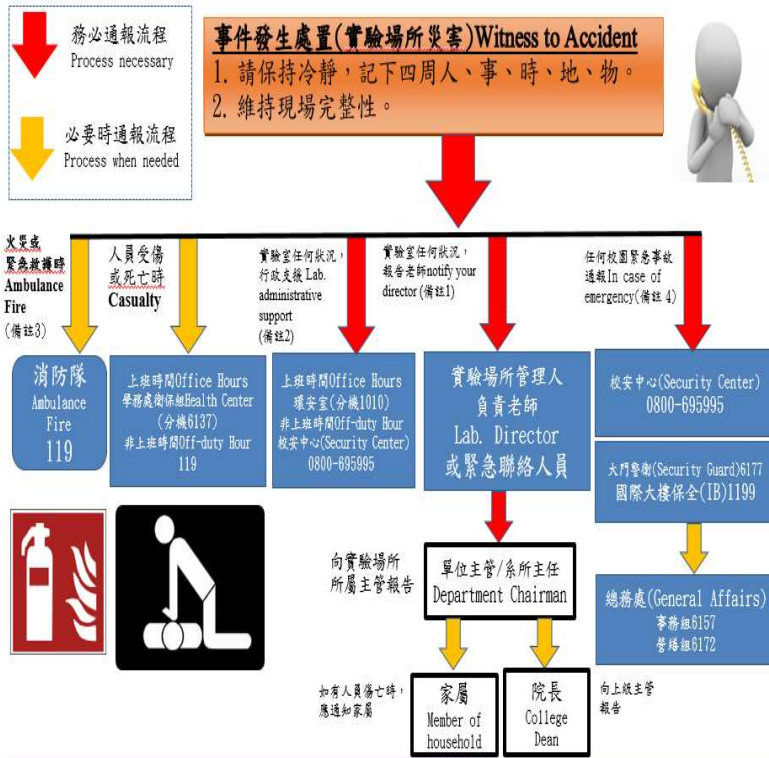 務必通報流程
Process necessary
必要時通報流程
Process when needed
事件發生處置(實驗場所災害)Witness to Accident
1. 請保持冷靜，記下四周人、事、時、地、物。
2. 維持現場完整性。
火災或
緊急救護時
Ambulance
Fire
(備註3)
人員受傷
或死亡時
Casualty
實驗室任何狀況，
行政支援 Lab.
administrative
support
(備註2)
實驗室任何狀況，
報告老師notify your
director(備註1)
任何校園緊急事故
通報In case of
emergency(備註 4)
消防隊
Ambulance
Fire
119
上班時間Office Hours
學務處衛保組Health Center
(分機6137)
非上班時間Off-duty Hour
119
上班時間Office Hours
環安室(分機1010)
非上班時間Off-duty Hour
校安中心(Security Center)
0800-695995
實驗場所管理人
負責老師
Lab. Director
或緊急聯絡人員
校安中心(Security Center)
0800-695995
大門警衛(Security Guard)6177
國際大樓保全(IB)1199
向實驗場所
所屬主管報告
單位主管/系所主任
Department Chairman
總務處(General Affairs)
事務組6157
營繕組6172
如有人員傷亡時，
應通知家屬
家屬
Member of
household
院長
College
Dean
向上級主管
報告